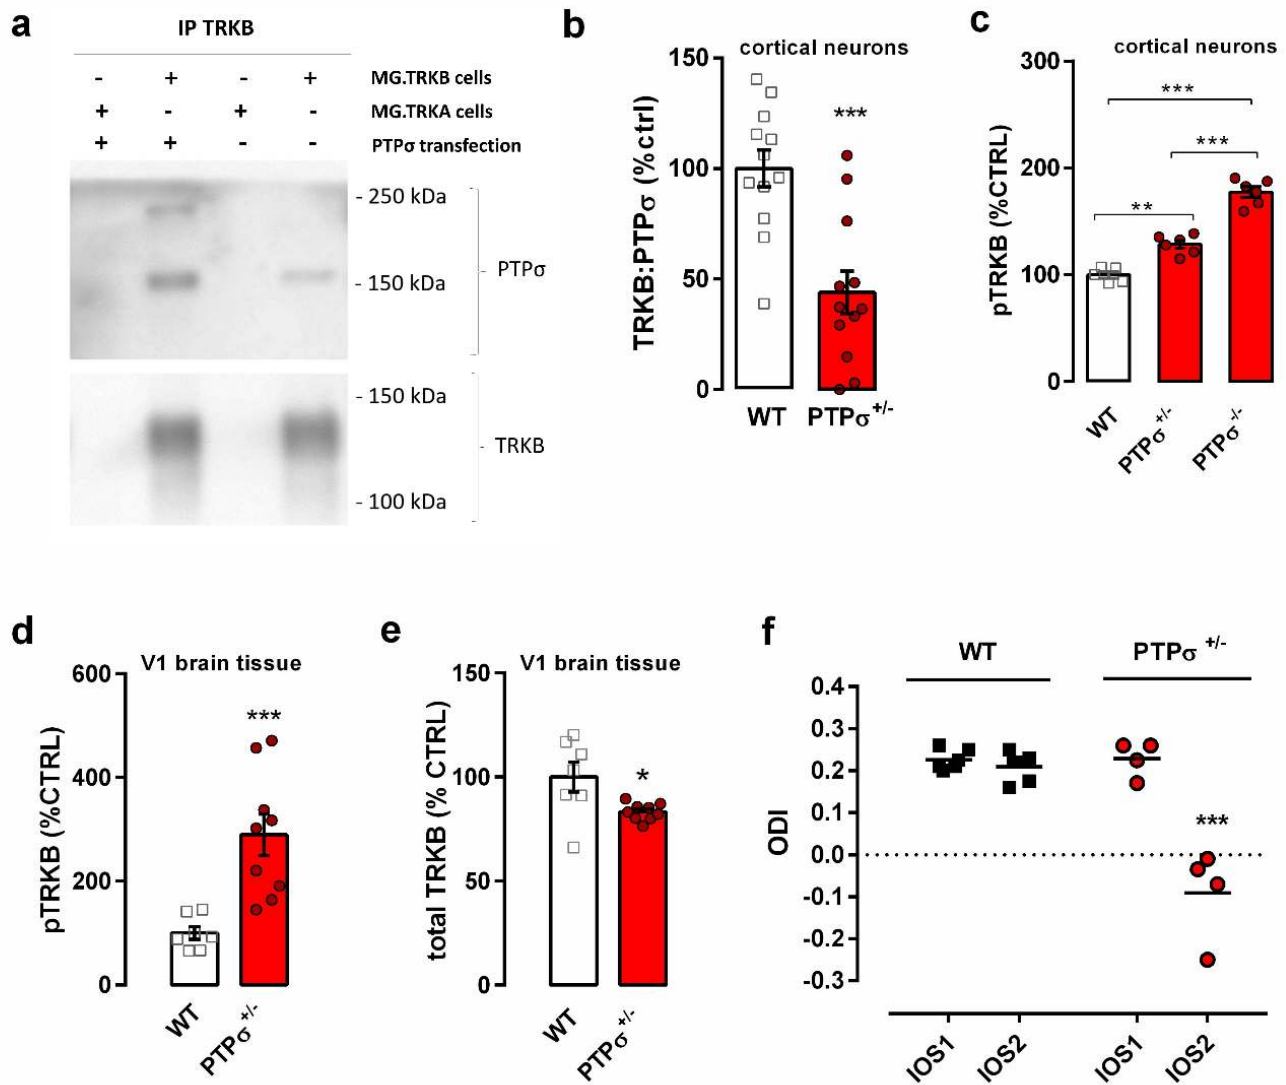 a
IP TRKB
- + - + MG.TRKB cells
+ - + - MG.TRKA cells
+ + - - PTPσ transfection
- 250 kDa
- 150 kDa
PTPσ
- 150 kDa
- 100 kDa
TRKB
b
cortical neurons
TRKB:PTPσ (%ctrl)
150
100
50
0
***
WT PTPσ+/-
c
cortical neurons
pTRKB (%CTRL)
300
200
100
0
***
***
**
WT
PTPσ+/-
PTPσ-/-
d
V1 brain tissue
pTRKB (%CTRL)
600
400
200
0
***
WT
PTPσ+/-
e
V1 brain tissue
total TRKB (% CTRL)
150
100
50
0
*
WT
PTPσ+/-
f
WT PTPσ +/-
ODI
0.4
0.3
0.2
0.1
0.0
-0.1
-0.2
-0.3
***
IOS1 IOS2 IOS1 IOS2